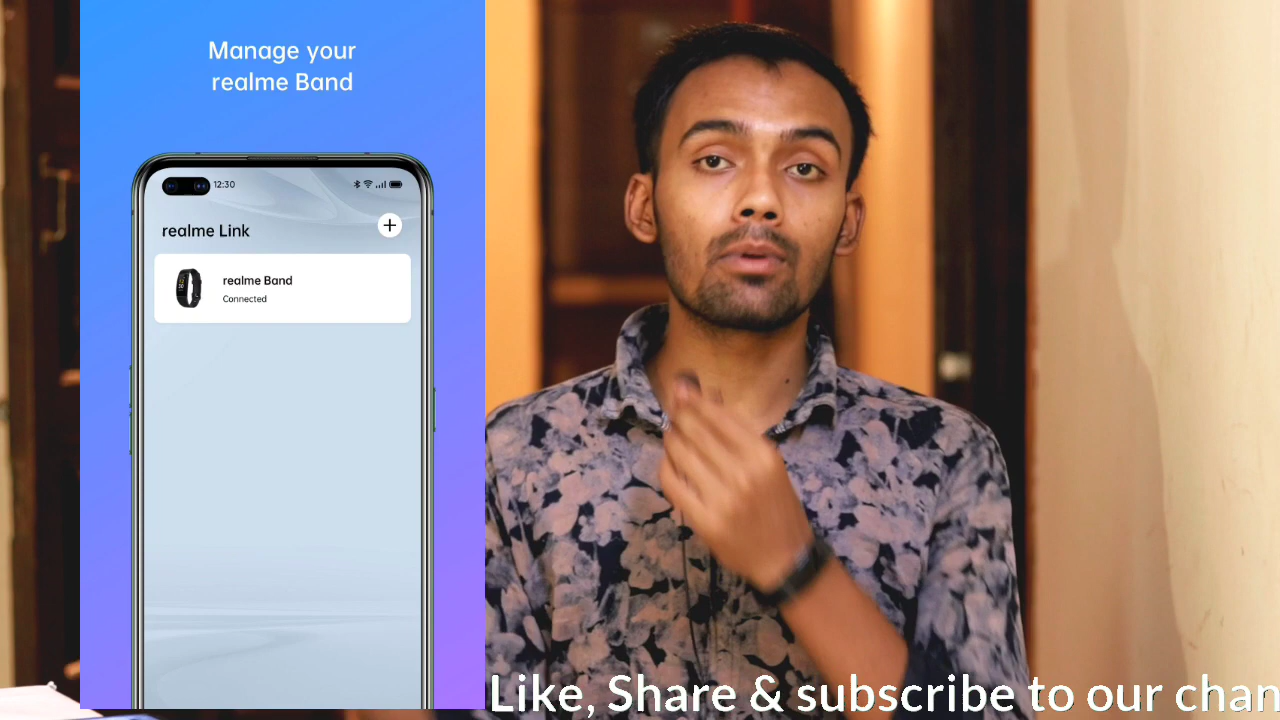 Manage your
realme Band
12:30
realme Link
realme Band
Connected
Like, Share & subscribe to our chan